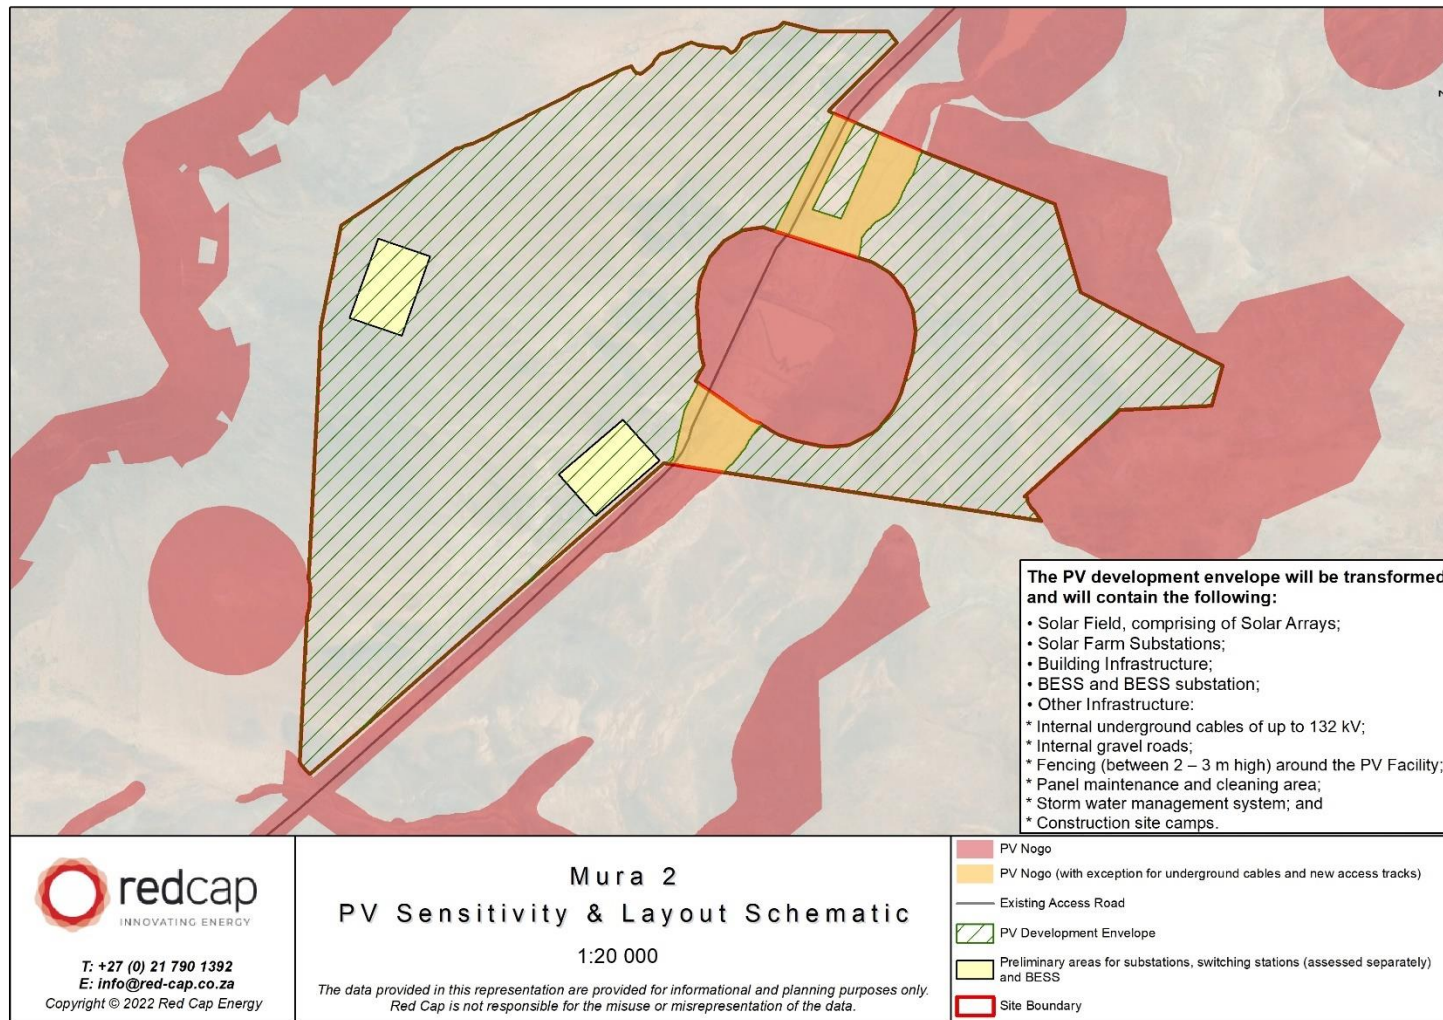 The PV development envelope will be transformed
and will contain the following:
• Solar Field, comprising of Solar Arrays;
• Solar Farm Substations;
• Building Infrastructure;
• BESS and BESS substation;
• Other Infrastructure:
* Internal underground cables of up to 132 kV;
* Internal gravel roads;
* Fencing (between 2 – 3 m high) around the PV Facility;
* Panel maintenance and cleaning area;
* Storm water management system; and
* Construction site camps.
redcap
INNOVATING ENERGY
T: +27 (0) 21 790 1392
E: info@red-cap.co.za
Copyright © 2022 Red Cap Energy
Mura 2
PV Sensitivity & Layout Schematic
1:20 000
The data provided in this representation are provided for informational and planning purposes only.
Red Cap is not responsible for the misuse or misrepresentation of the data.
PV Nogo
PV Nogo (with exception for underground cables and new access tracks)
Existing Access Road
PV Development Envelope
Preliminary areas for substations, switching stations (assessed separately)
and BESS
Site Boundary